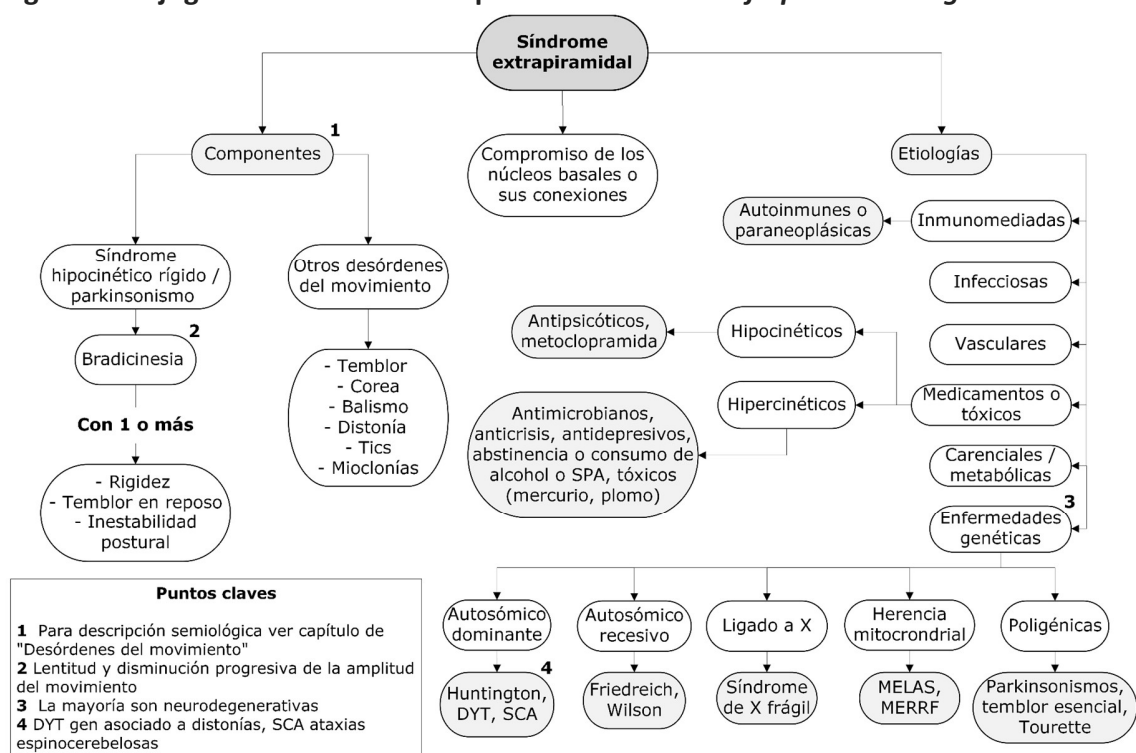 Síndrome
extrapiramidal
1
Componentes
Compromiso de los
núcleos basales o
sus conexiones
Etiologías
Síndrome
hipocinético rígido /
parkinsonismo
2
Bradicinesia
Con 1 o más
- Rigidez
- Temblor en reposo
- Inestabilidad
postural
Otros desórdenes
del movimiento
- Temblor
- Corea
- Balismo
- Distonía
- Tics
- Mioclonías
Autoinmunes o
paraneoplásicas
Inmunomediadas
Infecciosas
Vasculares
Antipsicóticos,
metoclopramida
Hipocinéticos
Hipercinéticos
Medicamentos o
tóxicos
Antimicrobianos,
anticrisis, antidepresivos,
abstinencia o consumo de
alcohol o SPA, tóxicos
(mercurio, plomo)
Carenciales /
metabólicas
3
Enfermedades
genéticas
Autosómico
dominante
Autosómico
recesivo
Ligado a X
Herencia
mitocrondrial
Poligénicas
4
Huntington,
DYT, SCA
Friedreich,
Wilson
Síndrome
de X frágil
MELAS,
MERRF
Parkinsonismos,
temblor esencial,
Tourette
Puntos claves
1 Para descripción semiológica ver capítulo de
"Desórdenes del movimiento"
2 Lentitud y disminución progresiva de la amplitud
del movimiento
3 La mayoría son neurodegenerativas
4 DYT gen asociado a distonías, SCA ataxias
espinocerebelosas